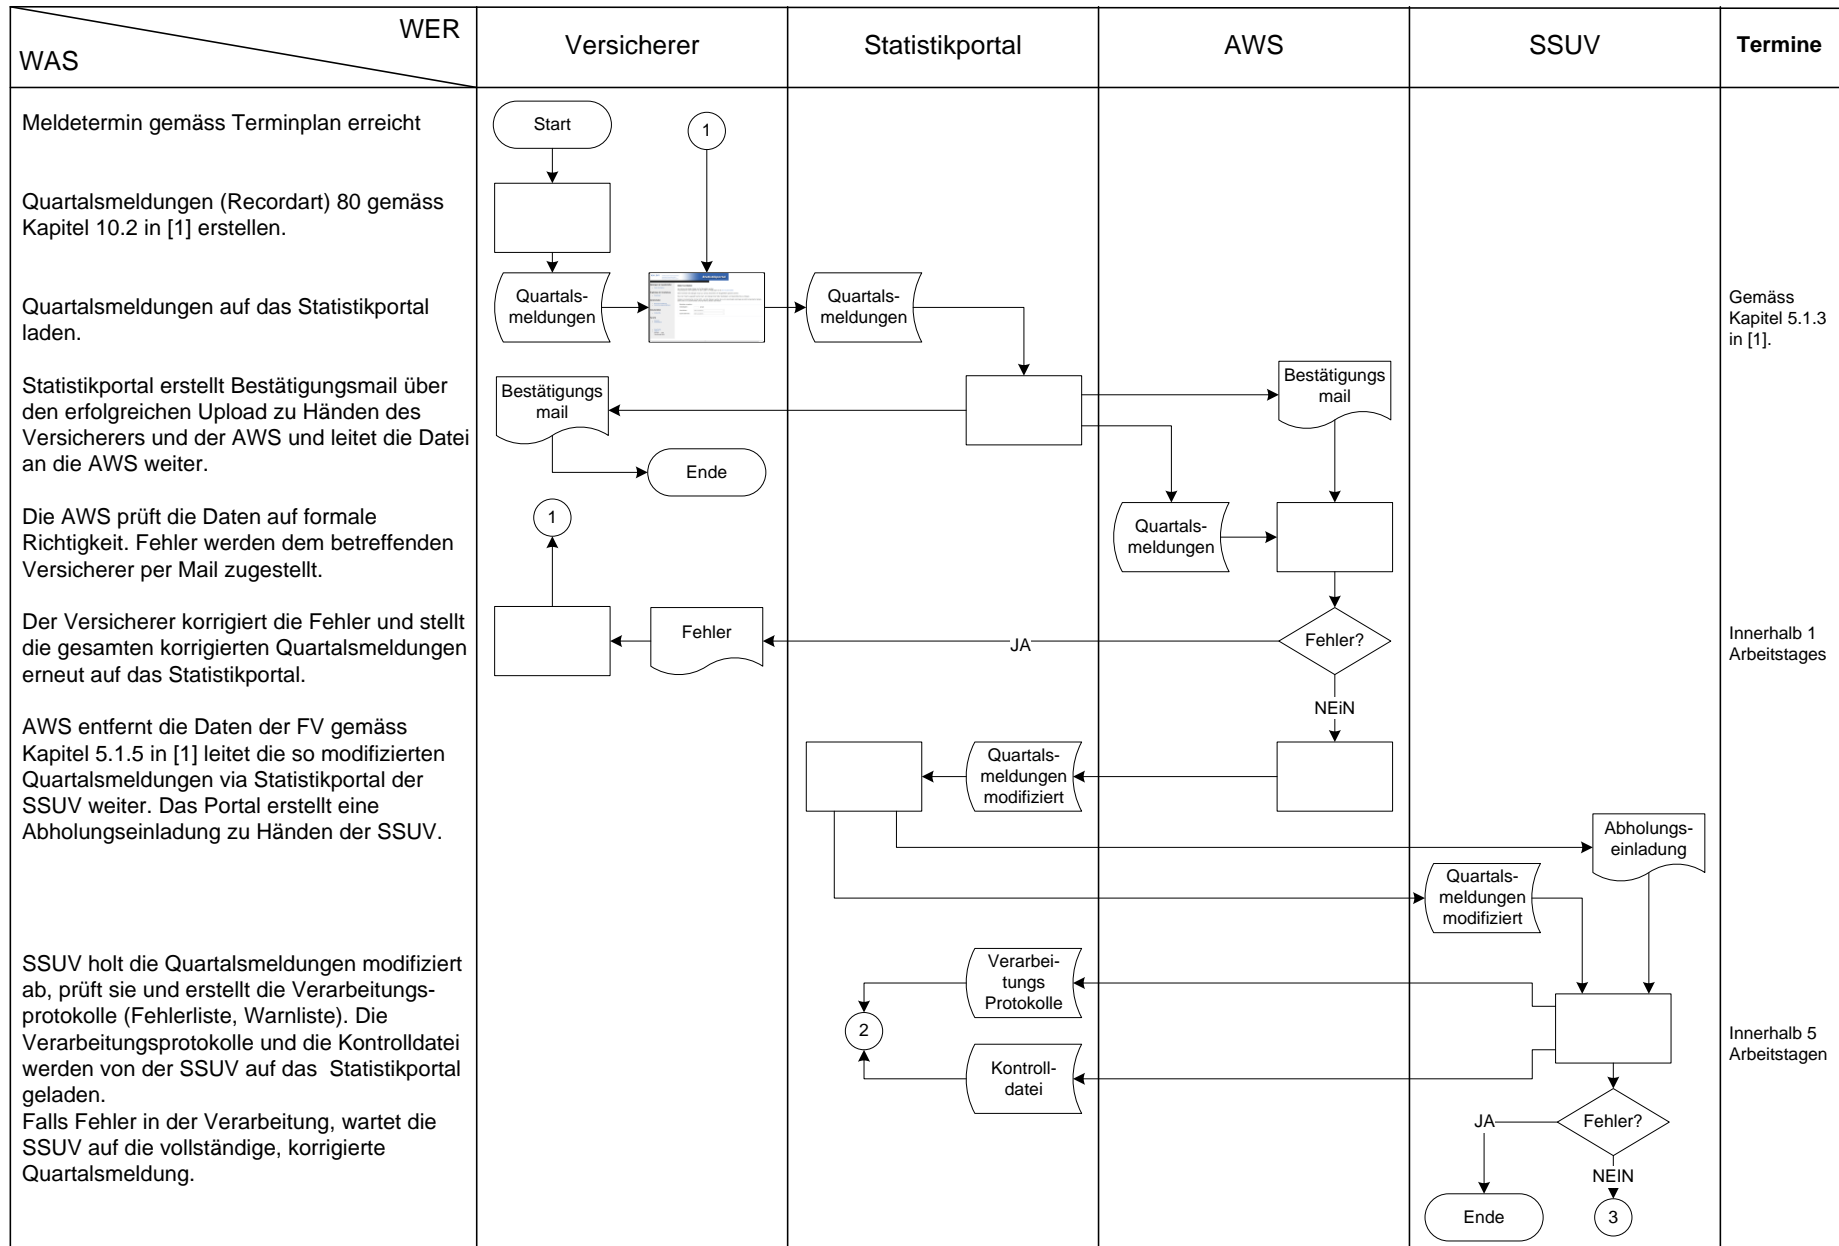 WER
WAS
Versicherer
Statistikportal
AWS
SSUV
Termine
Meldetermin gemäss Terminplan erreicht
Start
1
Quartalsmeldungen (Recordart) 80 gemäss
Kapitel 10.2 in [1] erstellen.
Quartalsmeldungen auf das Statistikportal
laden.
Quartals-
meldungen
Quartals-
meldungen
Gemäss
Kapitel 5.1.3
in [1].
Statistikportal erstellt Bestätigungsmail über
den erfolgreichen Upload zu Händen des
Versicherers und der AWS und leitet die Datei
an die AWS weiter.
Bestätigungs
mail
Bestätigungs
mail
Ende
Die AWS prüft die Daten auf formale
Richtigkeit. Fehler werden dem betreffenden
Versicherer per Mail zugestellt.
1
Quartals-
meldungen
Der Versicherer korrigiert die Fehler und stellt
die gesamten korrigierten Quartalsmeldungen
erneut auf das Statistikportal.
Fehler
JA
Fehler?
Innerhalb 1
Arbeitstages
NEiN
AWS entfernt die Daten der FV gemäss
Kapitel 5.1.5 in [1] leitet die so modifizierten
Quartalsmeldungen via Statistikportal der
SSUV weiter. Das Portal erstellt eine
Abholungseinladung zu Händen der SSUV.
Quartals-
meldungen
modifiziert
Abholungs-
einladung
Quartals-
meldungen
modifiziert
SSUV holt die Quartalsmeldungen modifiziert
ab, prüft sie und erstellt die Verarbeitungs-
protokolle (Fehlerliste, Warnliste). Die
Verarbeitungsprotokolle und die Kontrolldatei
werden von der SSUV auf das  Statistikportal
geladen.
Falls Fehler in der Verarbeitung, wartet die
SSUV auf die vollständige, korrigierte
Quartalsmeldung.
Verarbei-
tungs
Protokolle
2
Kontroll-
datei
Innerhalb 5
Arbeitstagen
Fehler?
JA
NEIN
Ende
3